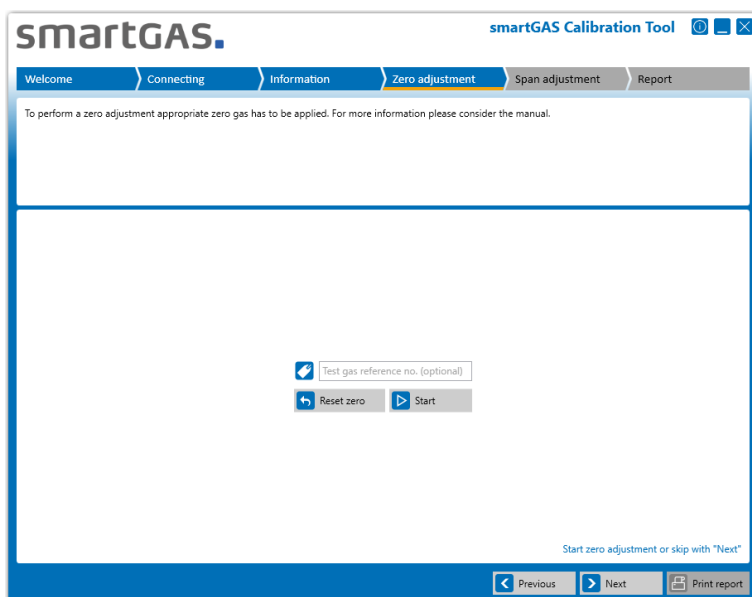 smartGAS.
smartGAS Calibration Tool
Welcome
Connecting
Information
Zero adjustment
Span adjustment
Report
To perform a zero adjustment appropriate zero gas has to be applied. For more information please consider the manual.
Test gas reference no. (optional)
Reset zero
Start
Start zero adjustment or skip with "Next"
Previous
Next
Print report